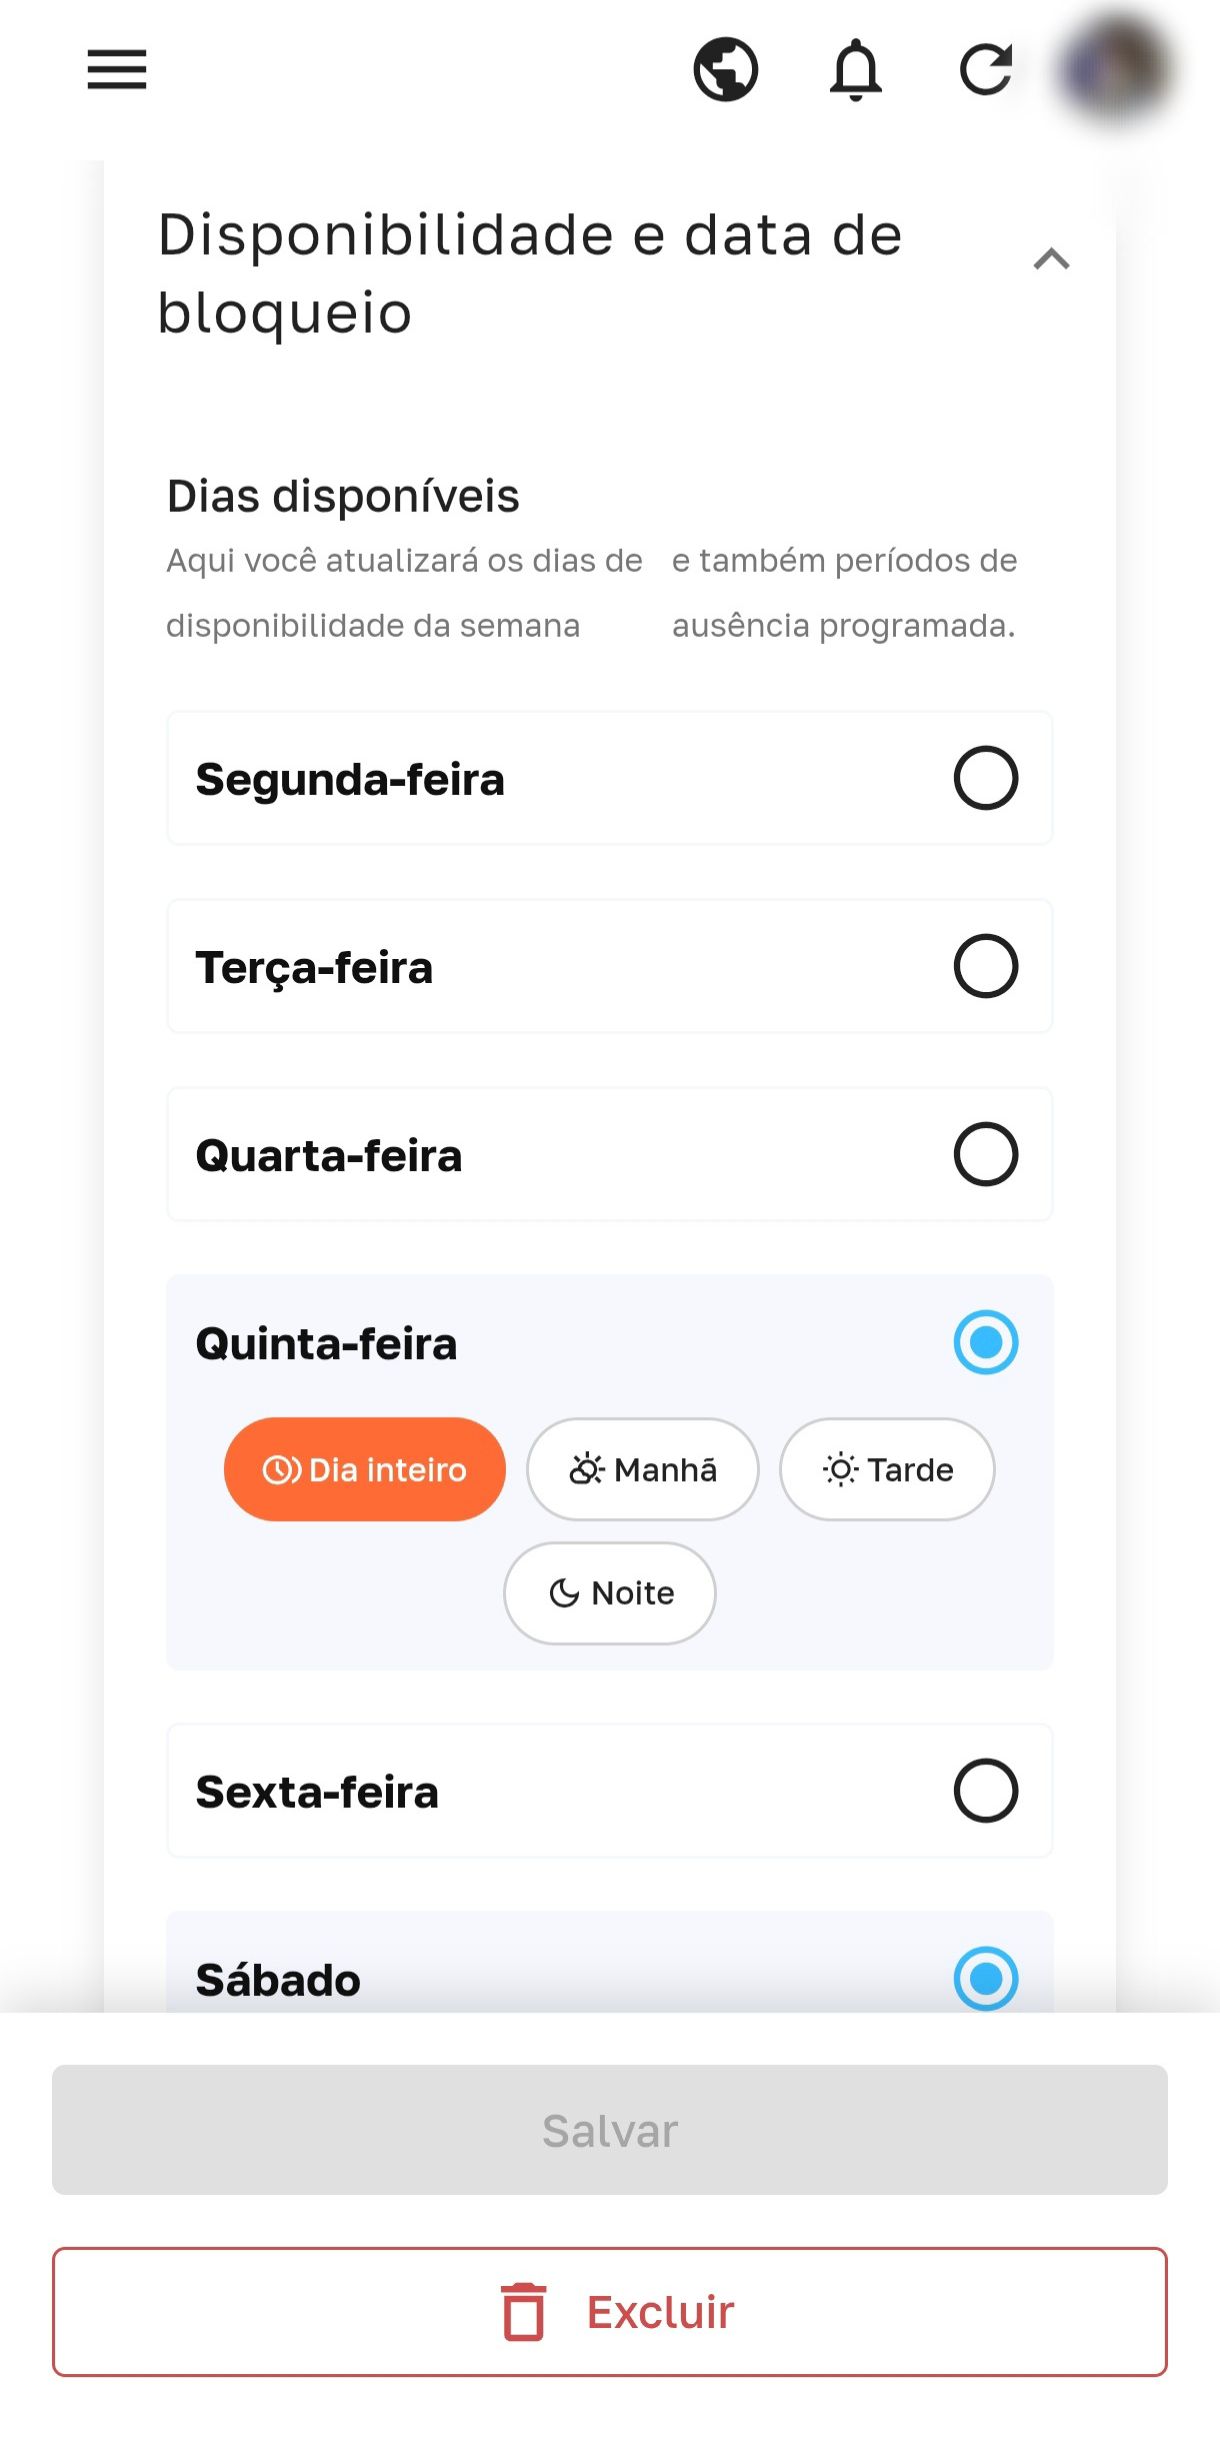 Disponibilidade e data de
bloqueio
Dias disponíveis
Aqui você atualizará os dias de
disponibilidade da semana
e também períodos de
ausência programada.
Segunda-feira
Terça-feira
Quarta-feira
Quinta-feira
Dia inteiro
Manhã
Tarde
Noite
Sexta-feira
Sábado
Salvar
Excluir